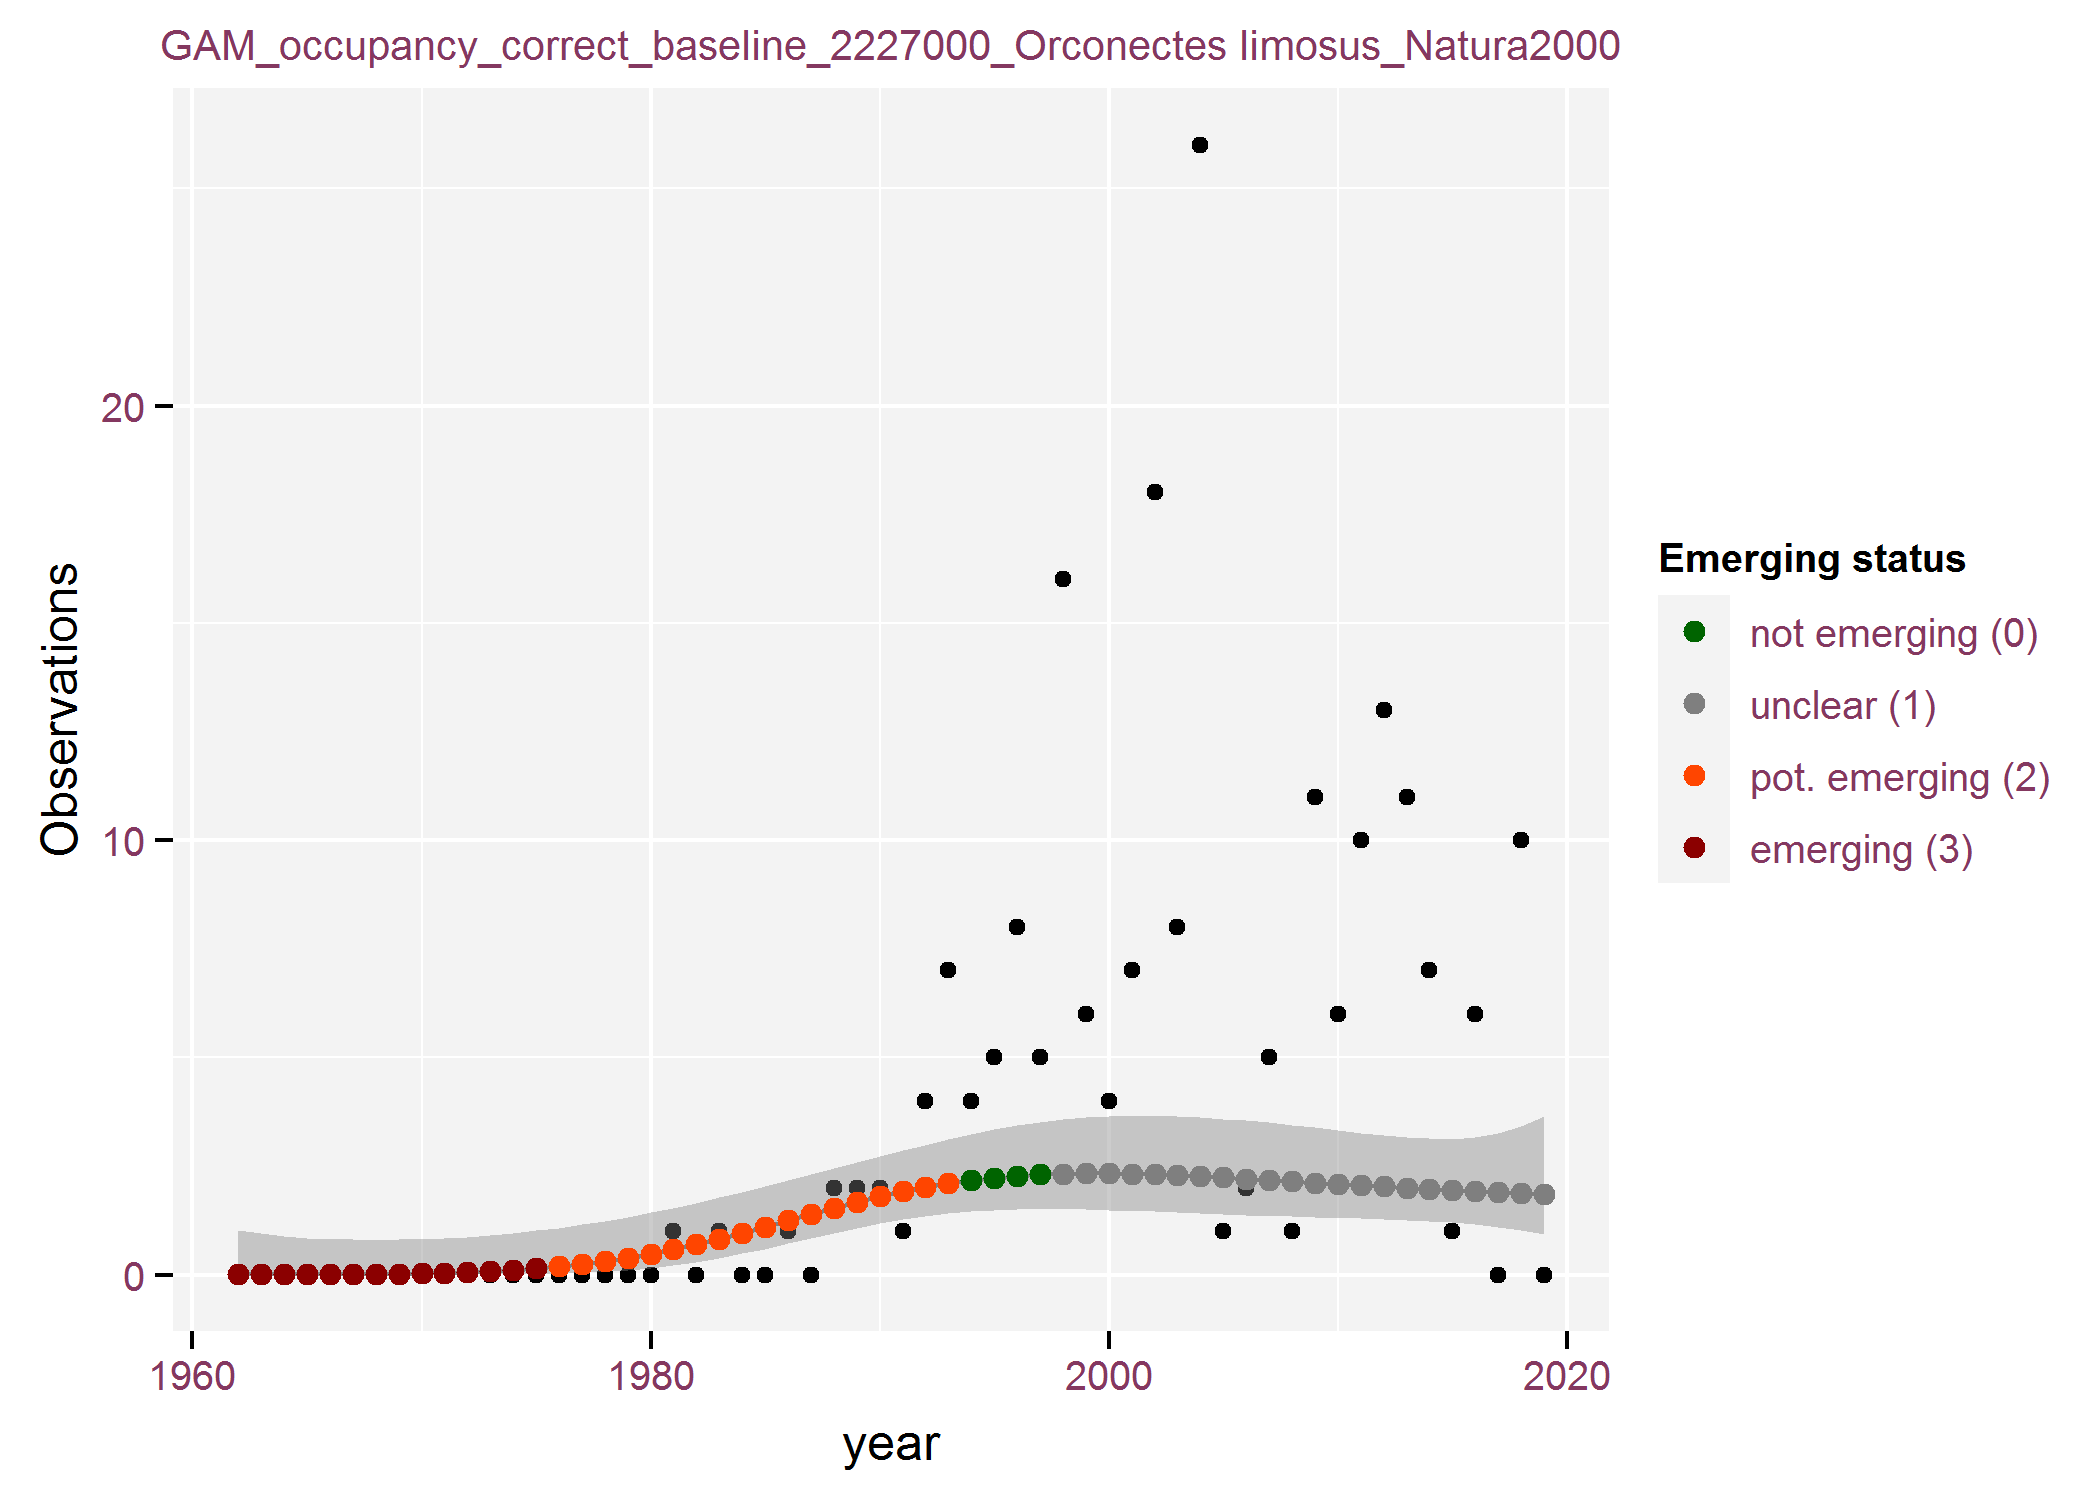 GAM_occupancy_correct_baseline_2227000_Orconectes limosus_Natura2000
Observations
20
10
0
1960
1980
2000
2020
year
Emerging status
not emerging (0)
unclear (1)
pot. emerging (2)
emerging (3)